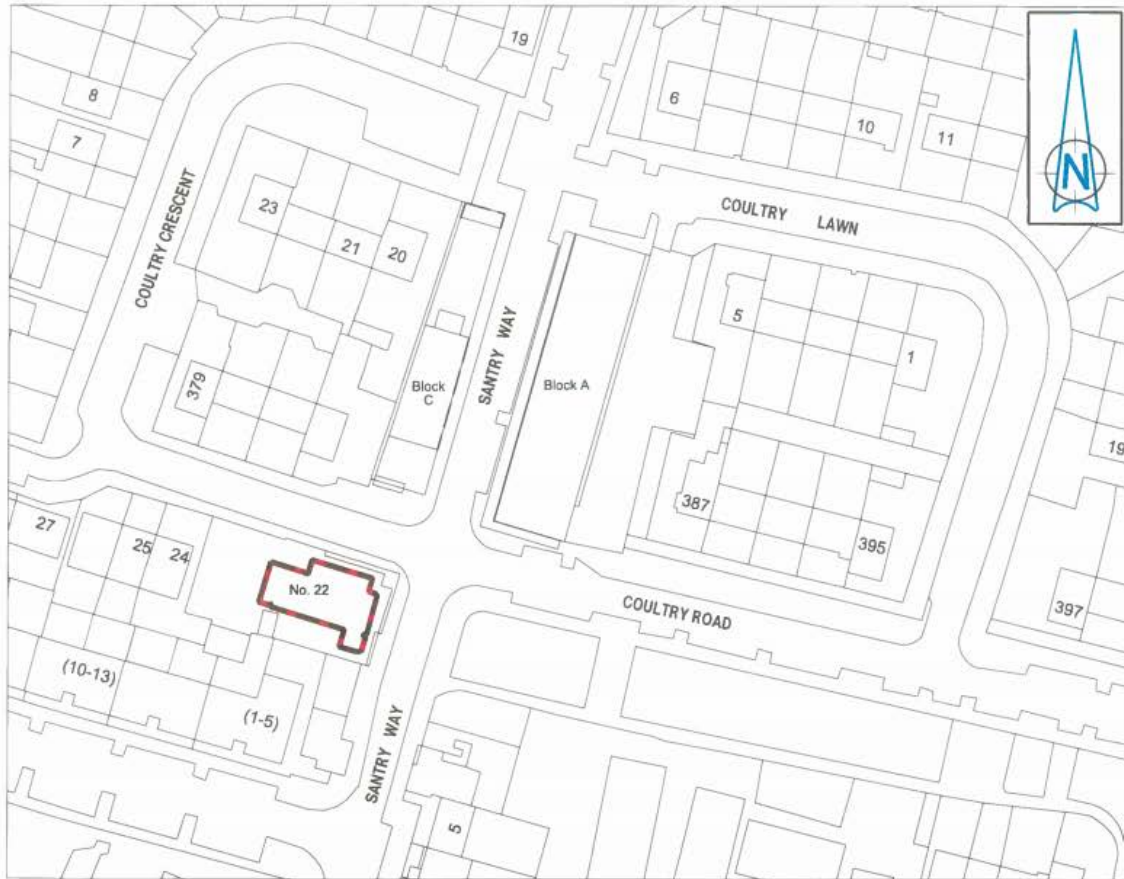 19
8
7
6
10
11
N
COULTRY CRESCENT
23
21
20
COULTRY LAWN
5
1
SANTRY WAY
Block
C
Block A
379
19
387
395
27
25
24
No. 22
COULTRY ROAD
397
(10-13)
(1-5)
SANTRY WAY
5